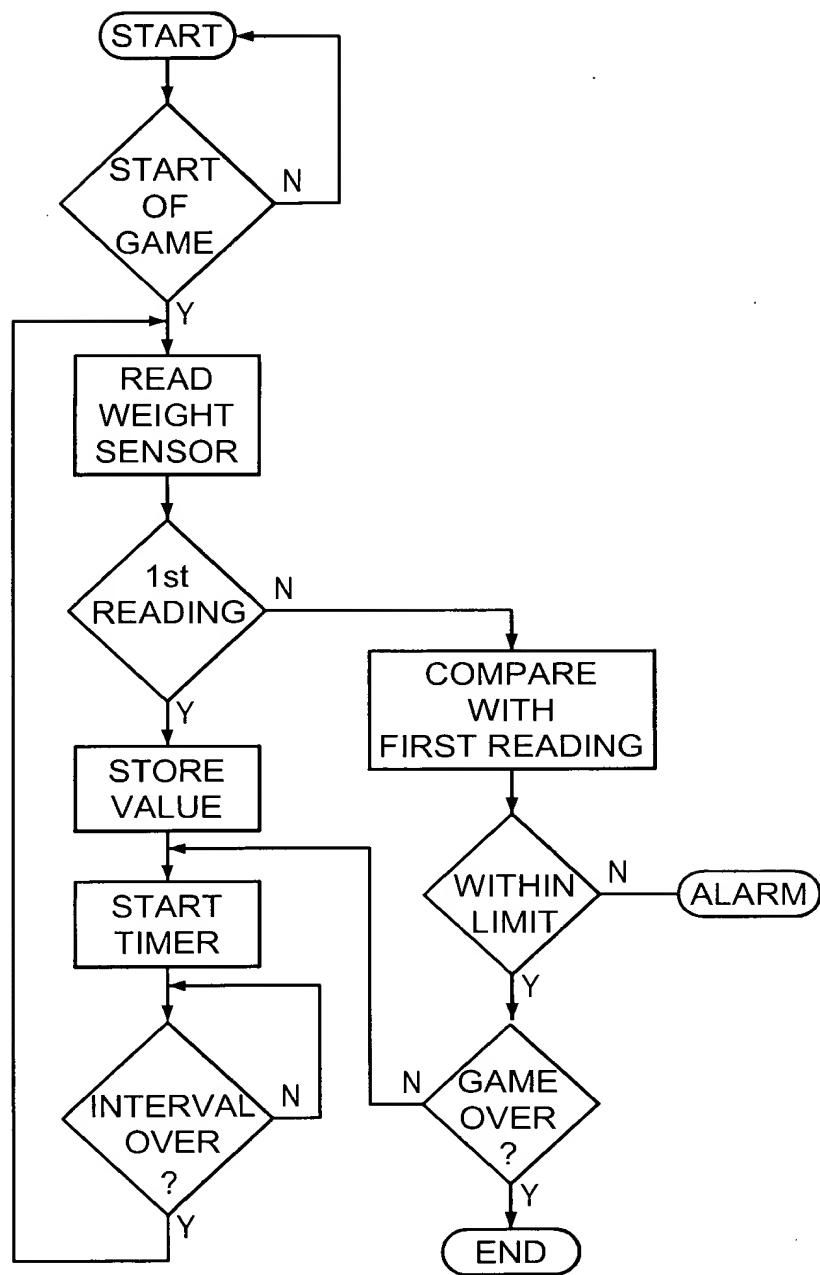 START
START
OF
GAME
N
Y
READ
WEIGHT
SENSOR
1st
READING
N
Y
COMPARE
WITH
FIRST READING
STORE
VALUE
WITHIN
LIMIT
N
ALARM
Y
START
TIMER
INTERVAL
OVER
?
N
Y
GAME
OVER
?
N
Y
END